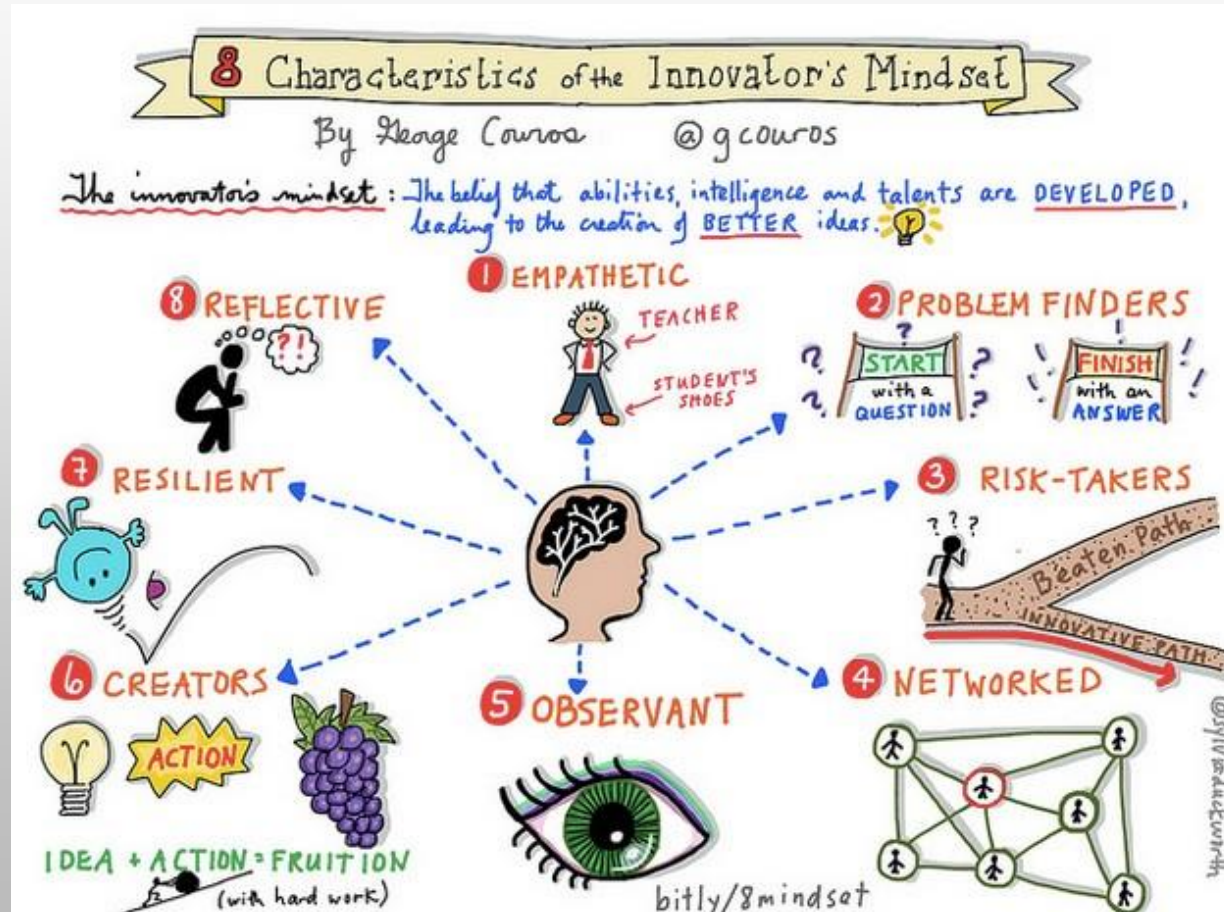 8 Characteristics of the Innovator's Mindset
By George Couros @gcouros
The innovator's mindset: The belief that abilities, intelligence and talents are DEVELOPED,
leading to the creation of BETTER ideas.
1 EMPATHETIC
TEACHER
STUDENT'S
SHOES
2 PROBLEM FINDERS
? ? ? ? ?
START
with a
QUESTION
! ! ! ! !
FINISH
with an
ANSWER
3 RISK-TAKERS
? ? ?
Beaten Path
INNOVATIVE PATH
4 NETWORKED
5 OBSERVANT
6 CREATORS
ACTION
IDEA + ACTION = FRUITION
(with hard work)
7 RESILIENT
8 REFLECTIVE
?!
bitly/8mindset
@sylviaduckworth